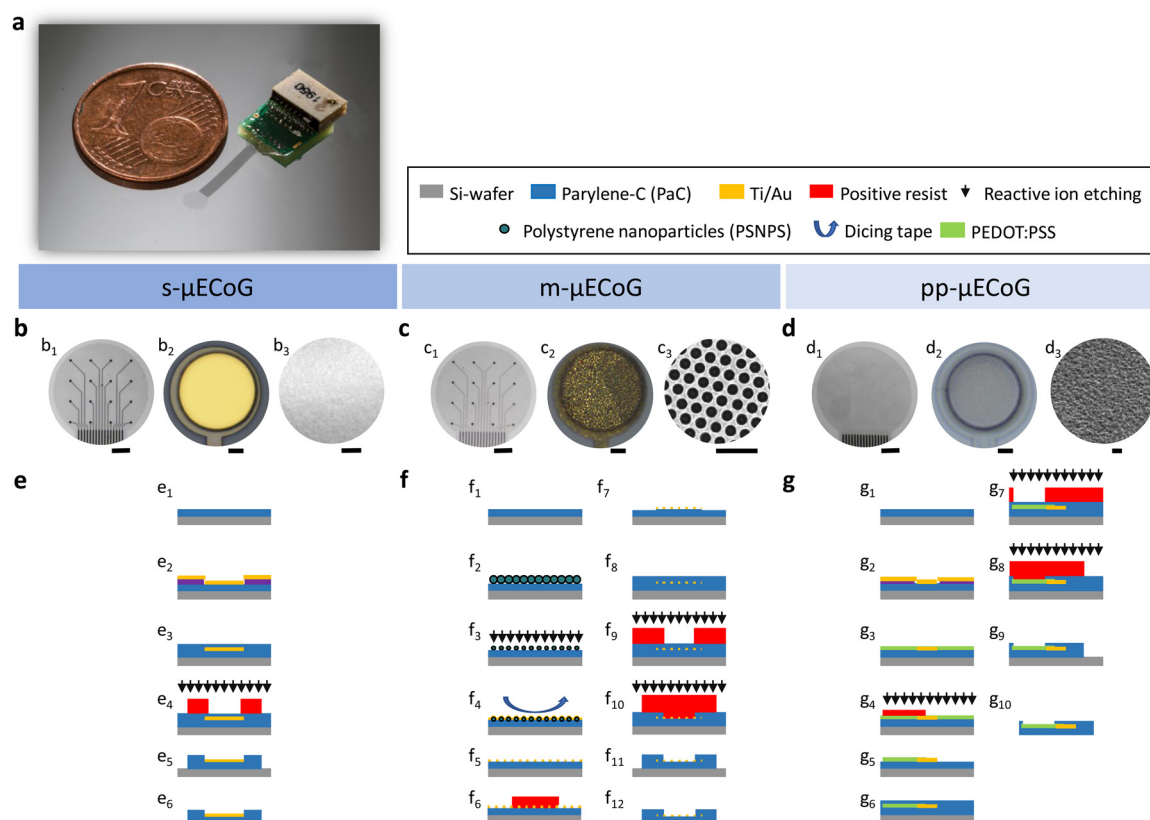 a
1 CENT
1980
Si-wafer Parylene-C (PaC) Ti/Au Positive resist Reactive ion etching
Polystyrene nanoparticles (PSNPS) Dicing tape PEDOT:PSS
s-μECoG m-μECoG pp-μECoG
b b1 b2 b3 c c1 c2 c3 d d1 d2 d3
e e1 f f1 f7 g g1 g7
e2 f2 f8 g2 g8
e3 f3 f9 g3 g9
e4 f4 f10 g4 g10
e5 f5 f11 g5
e6 f6 f12 g6